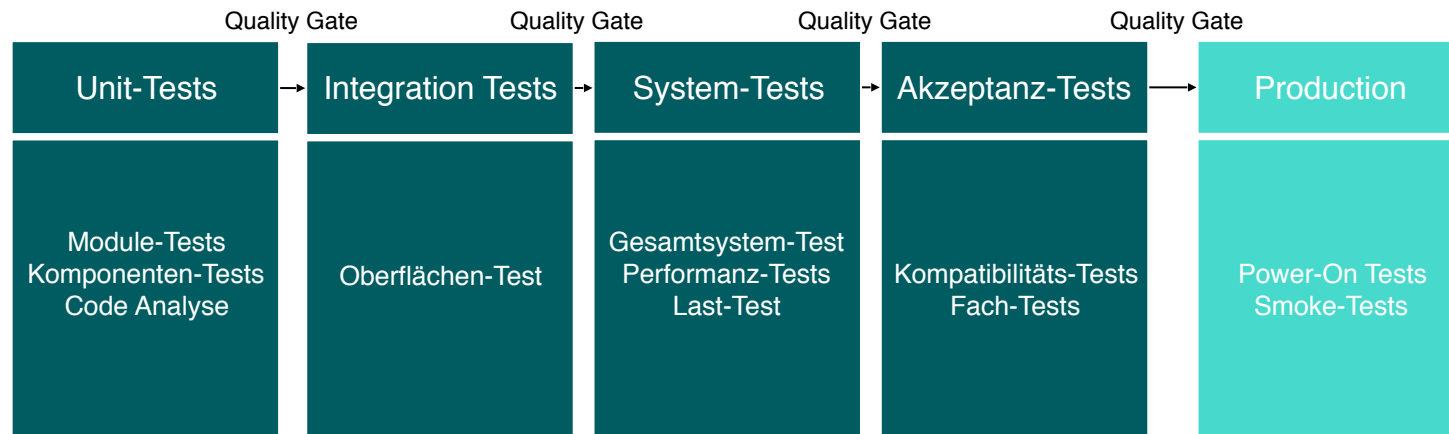 Quality Gate
Quality Gate
Quality Gate
Quality Gate
Unit-Tests
Integration Tests
System-Tests
Akzeptanz-Tests
Production
Module-Tests
Komponenten-Tests
Code Analyse
Oberflächen-Test
Gesamtsystem-Test
Performanz-Tests
Last-Test
Kompatibilitäts-Tests
Fach-Tests
Power-On Tests
Smoke-Tests